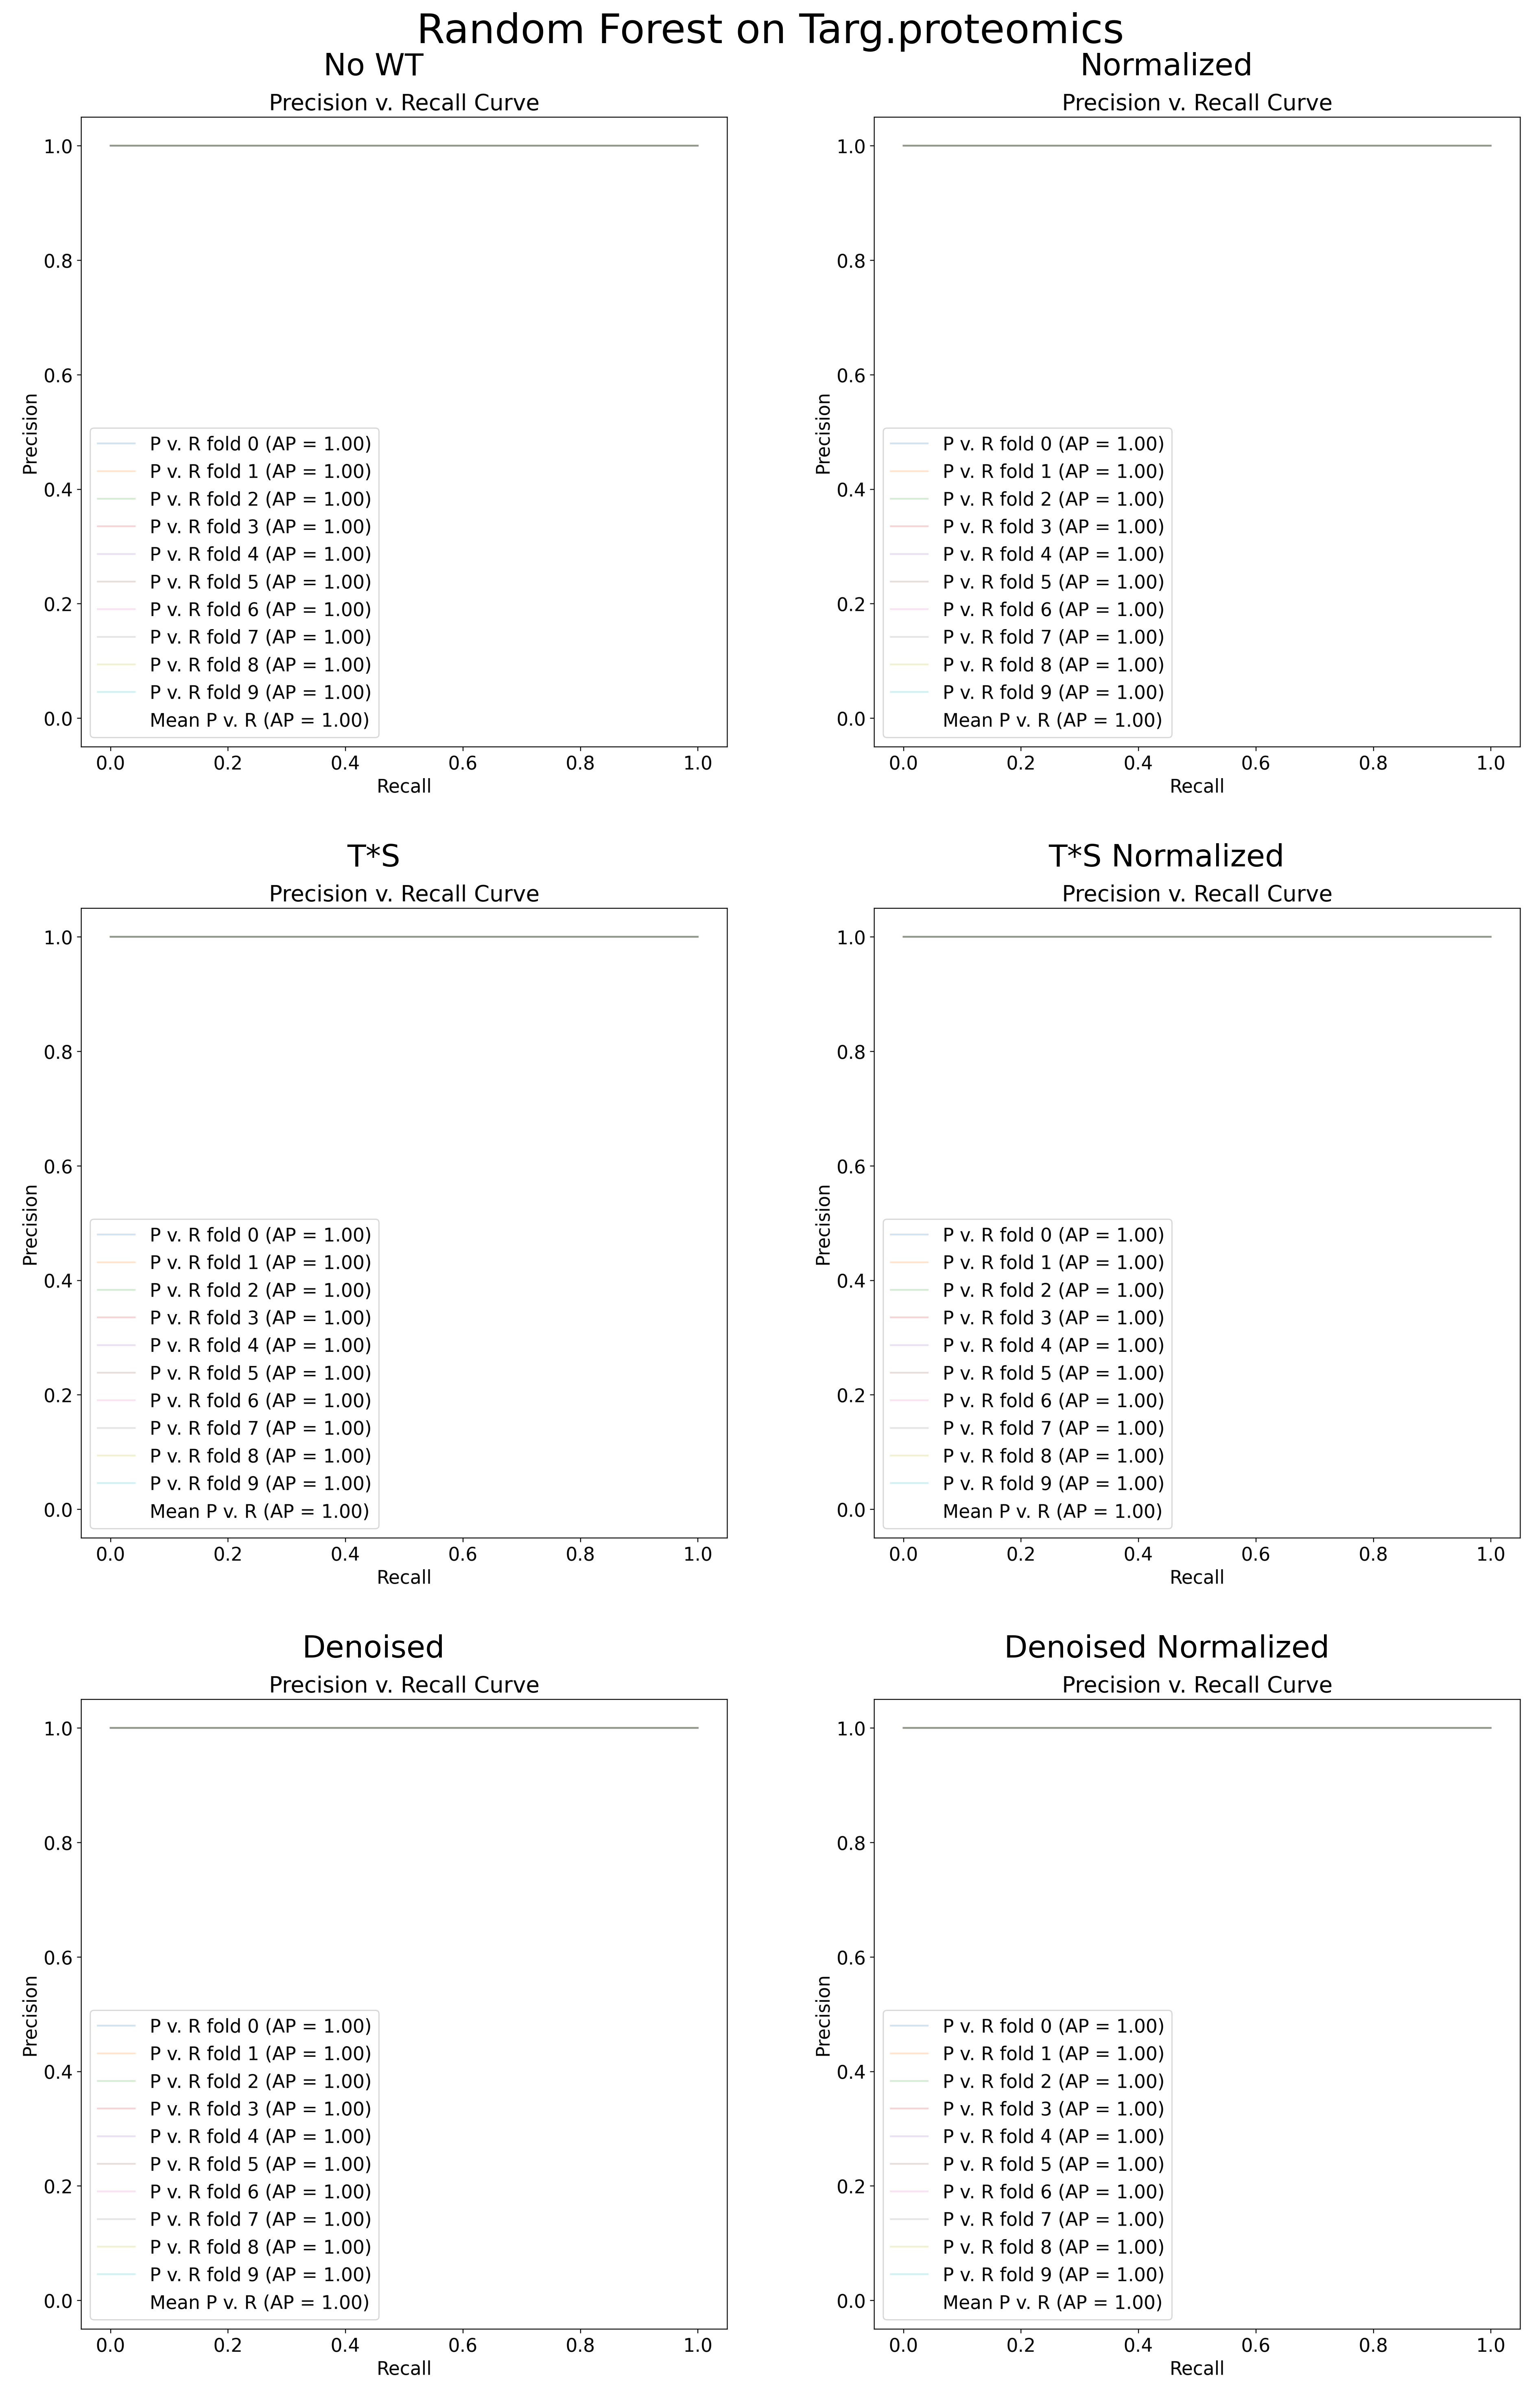 Random Forest on Targ.proteomics
No WT
Precision v. Recall Curve
1.0
0.8
0.6
0.4
0.2
0.0
Precision
P v. R fold 0 (AP = 1.00)
P v. R fold 1 (AP = 1.00)
P v. R fold 2 (AP = 1.00)
P v. R fold 3 (AP = 1.00)
P v. R fold 4 (AP = 1.00)
P v. R fold 5 (AP = 1.00)
P v. R fold 6 (AP = 1.00)
P v. R fold 7 (AP = 1.00)
P v. R fold 8 (AP = 1.00)
P v. R fold 9 (AP = 1.00)
Mean P v. R (AP = 1.00)
0.0 0.2 0.4 0.6 0.8 1.0
Recall
Normalized
Precision v. Recall Curve
1.0
0.8
0.6
0.4
0.2
0.0
Precision
P v. R fold 0 (AP = 1.00)
P v. R fold 1 (AP = 1.00)
P v. R fold 2 (AP = 1.00)
P v. R fold 3 (AP = 1.00)
P v. R fold 4 (AP = 1.00)
P v. R fold 5 (AP = 1.00)
P v. R fold 6 (AP = 1.00)
P v. R fold 7 (AP = 1.00)
P v. R fold 8 (AP = 1.00)
P v. R fold 9 (AP = 1.00)
Mean P v. R (AP = 1.00)
0.0 0.2 0.4 0.6 0.8 1.0
Recall
T*S
Precision v. Recall Curve
1.0
0.8
0.6
0.4
0.2
0.0
Precision
P v. R fold 0 (AP = 1.00)
P v. R fold 1 (AP = 1.00)
P v. R fold 2 (AP = 1.00)
P v. R fold 3 (AP = 1.00)
P v. R fold 4 (AP = 1.00)
P v. R fold 5 (AP = 1.00)
P v. R fold 6 (AP = 1.00)
P v. R fold 7 (AP = 1.00)
P v. R fold 8 (AP = 1.00)
P v. R fold 9 (AP = 1.00)
Mean P v. R (AP = 1.00)
0.0 0.2 0.4 0.6 0.8 1.0
Recall
T*S Normalized
Precision v. Recall Curve
1.0
0.8
0.6
0.4
0.2
0.0
Precision
P v. R fold 0 (AP = 1.00)
P v. R fold 1 (AP = 1.00)
P v. R fold 2 (AP = 1.00)
P v. R fold 3 (AP = 1.00)
P v. R fold 4 (AP = 1.00)
P v. R fold 5 (AP = 1.00)
P v. R fold 6 (AP = 1.00)
P v. R fold 7 (AP = 1.00)
P v. R fold 8 (AP = 1.00)
P v. R fold 9 (AP = 1.00)
Mean P v. R (AP = 1.00)
0.0 0.2 0.4 0.6 0.8 1.0
Recall
Denoised
Precision v. Recall Curve
1.0
0.8
0.6
0.4
0.2
0.0
Precision
P v. R fold 0 (AP = 1.00)
P v. R fold 1 (AP = 1.00)
P v. R fold 2 (AP = 1.00)
P v. R fold 3 (AP = 1.00)
P v. R fold 4 (AP = 1.00)
P v. R fold 5 (AP = 1.00)
P v. R fold 6 (AP = 1.00)
P v. R fold 7 (AP = 1.00)
P v. R fold 8 (AP = 1.00)
P v. R fold 9 (AP = 1.00)
Mean P v. R (AP = 1.00)
0.0 0.2 0.4 0.6 0.8 1.0
Recall
Denoised Normalized
Precision v. Recall Curve
1.0
0.8
0.6
0.4
0.2
0.0
Precision
P v. R fold 0 (AP = 1.00)
P v. R fold 1 (AP = 1.00)
P v. R fold 2 (AP = 1.00)
P v. R fold 3 (AP = 1.00)
P v. R fold 4 (AP = 1.00)
P v. R fold 5 (AP = 1.00)
P v. R fold 6 (AP = 1.00)
P v. R fold 7 (AP = 1.00)
P v. R fold 8 (AP = 1.00)
P v. R fold 9 (AP = 1.00)
Mean P v. R (AP = 1.00)
0.0 0.2 0.4 0.6 0.8 1.0
Recall